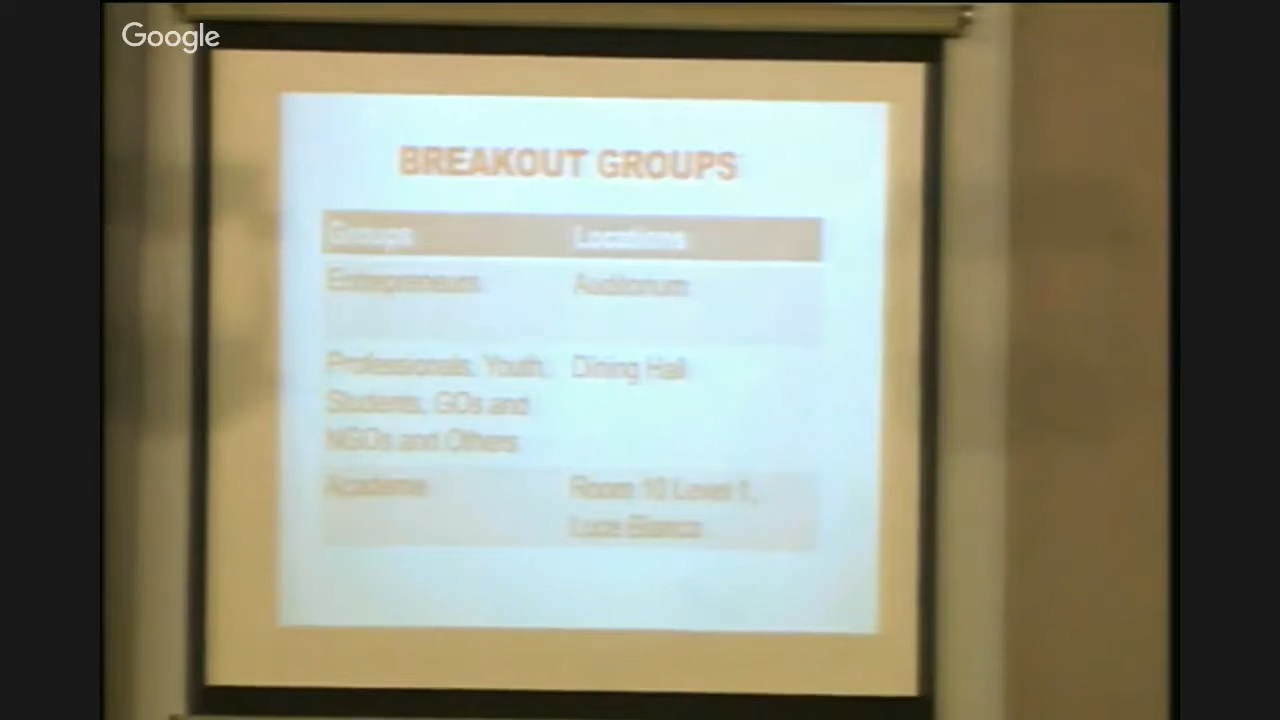 Google
BREAKOUT GROUPS
Groups Locations
Entrepreneurs Auditorium
Professionals, Youth, Dining Hall
Students, GOs and
NGOs and Others
Academe Room 10 Level 1,